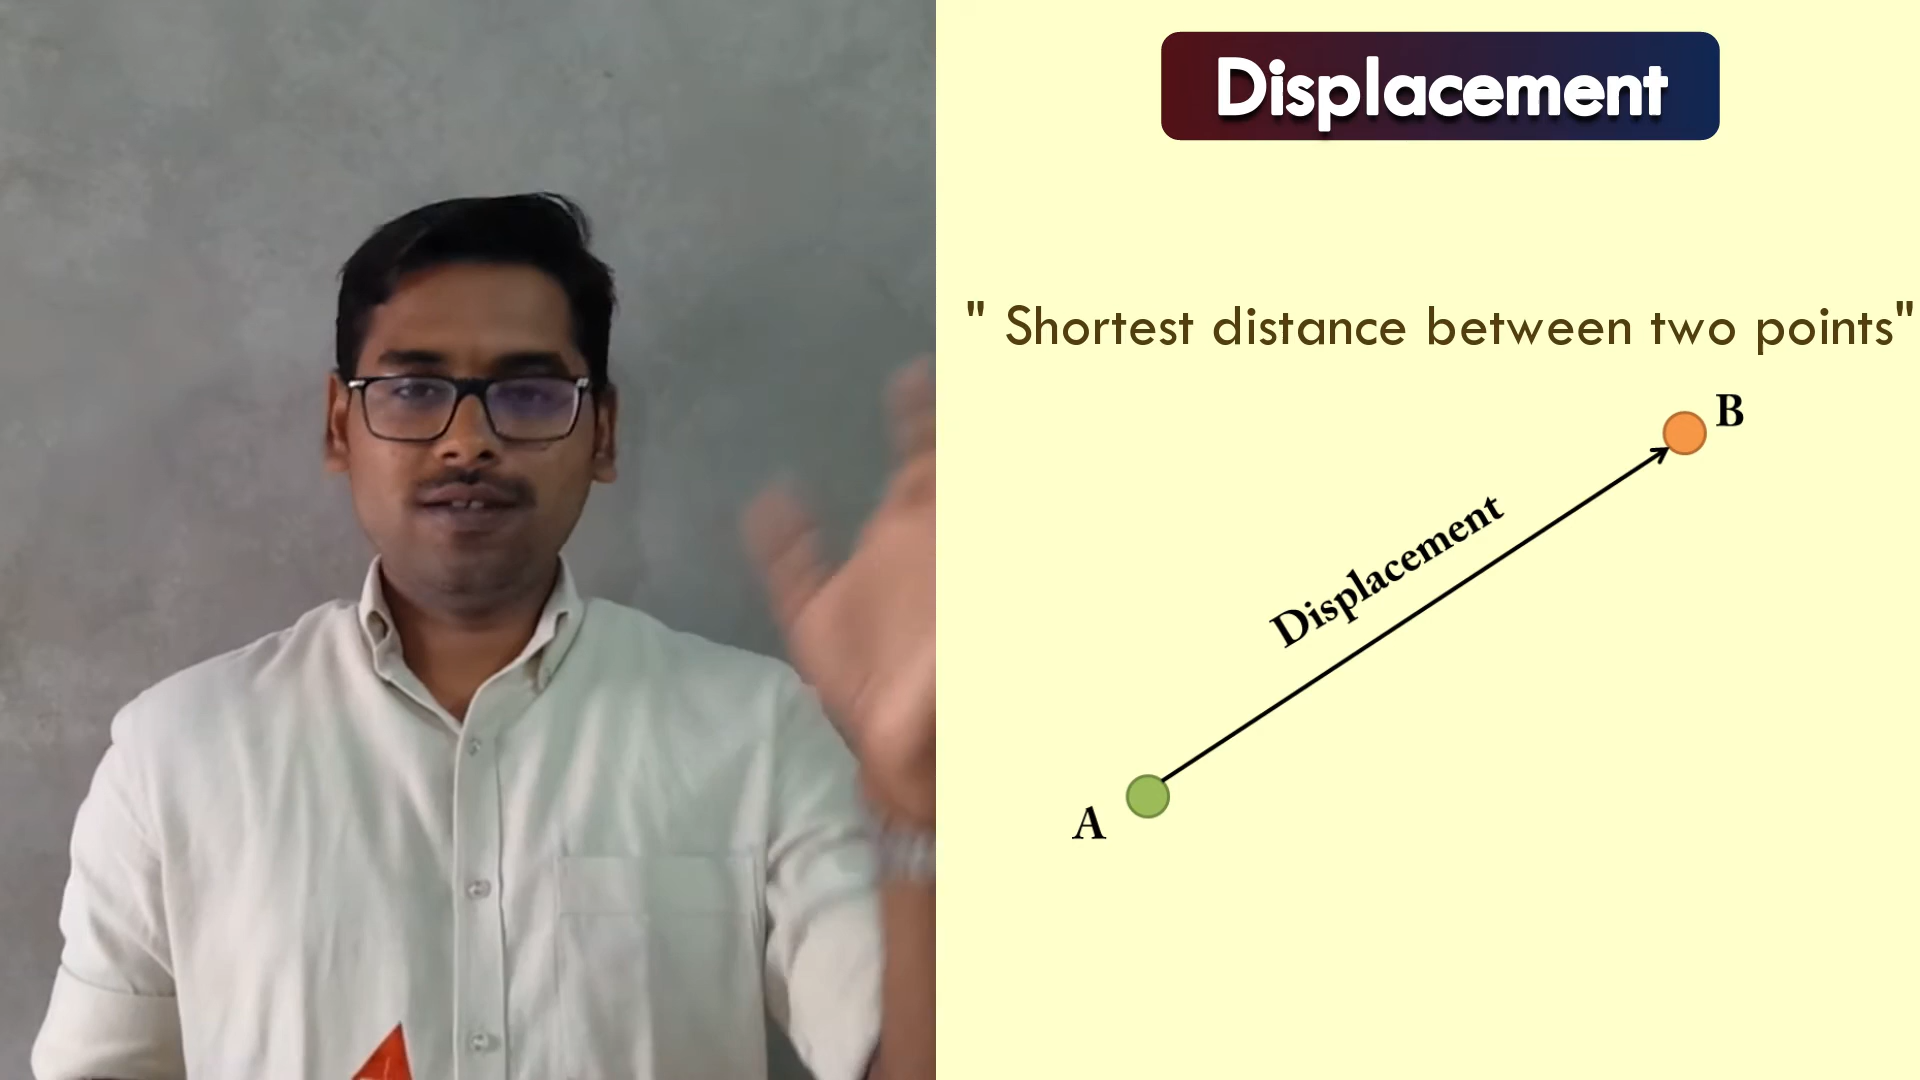 Displacement
" Shortest distance between two points"
B
Displacement
A